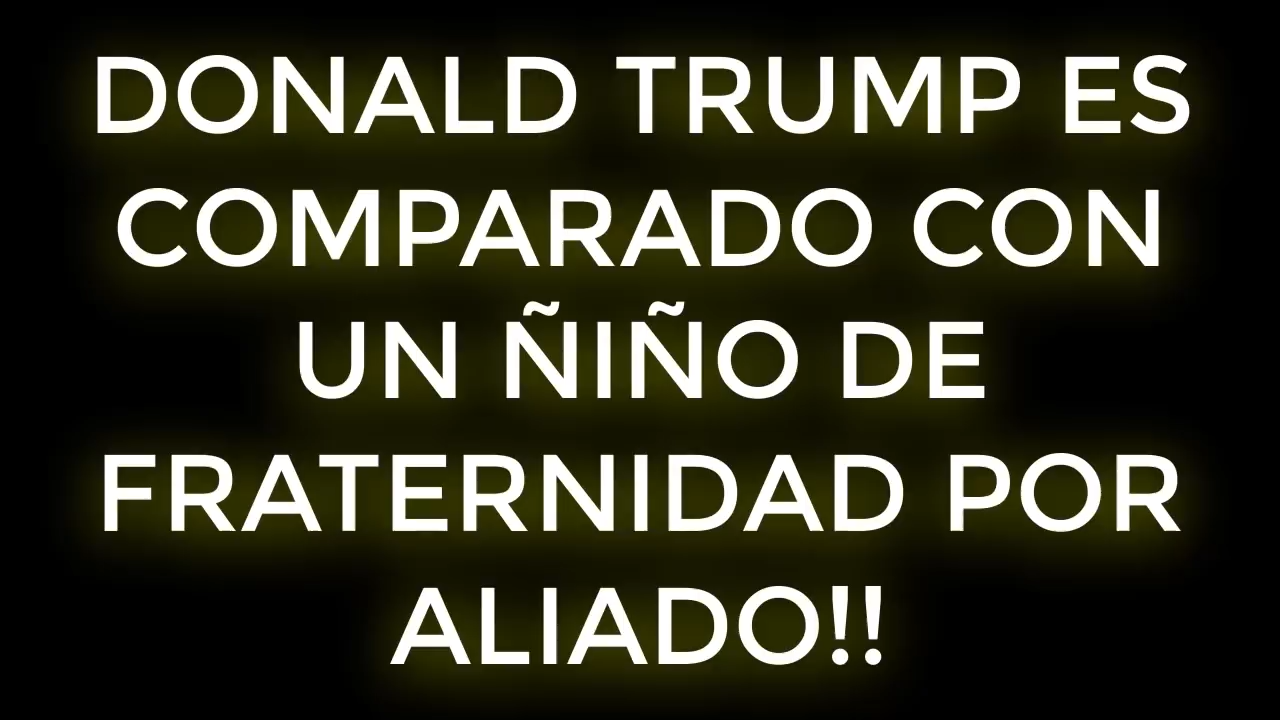 DONALD TRUMP ES
COMPARADO CON
UN ÑIÑO DE
FRATERNIDAD POR
ALIADO!!